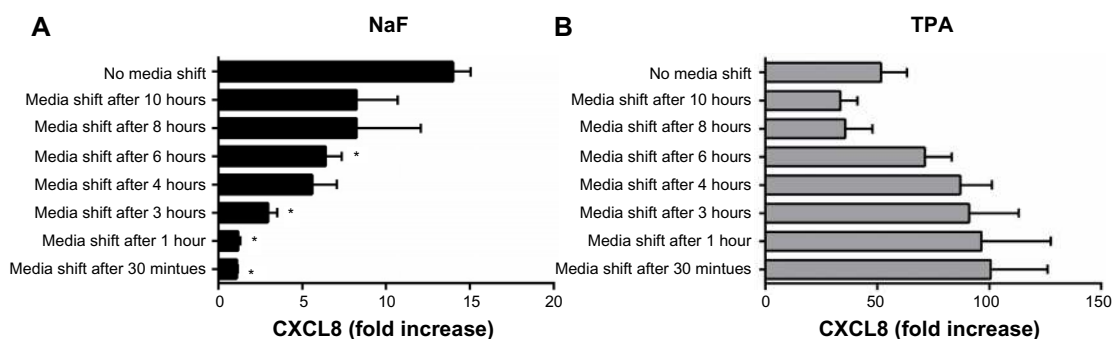 A
NaF
No media shift
Media shift after 10 hours
Media shift after 8 hours
Media shift after 6 hours
*
Media shift after 4 hours
Media shift after 3 hours
*
Media shift after 1 hour
*
Media shift after 30 mintues
*
0 5 10 15 20
CXCL8 (fold increase)
B
TPA
No media shift
Media shift after 10 hours
Media shift after 8 hours
Media shift after 6 hours
Media shift after 4 hours
Media shift after 3 hours
Media shift after 1 hour
Media shift after 30 mintues
0 50 100 150
CXCL8 (fold increase)